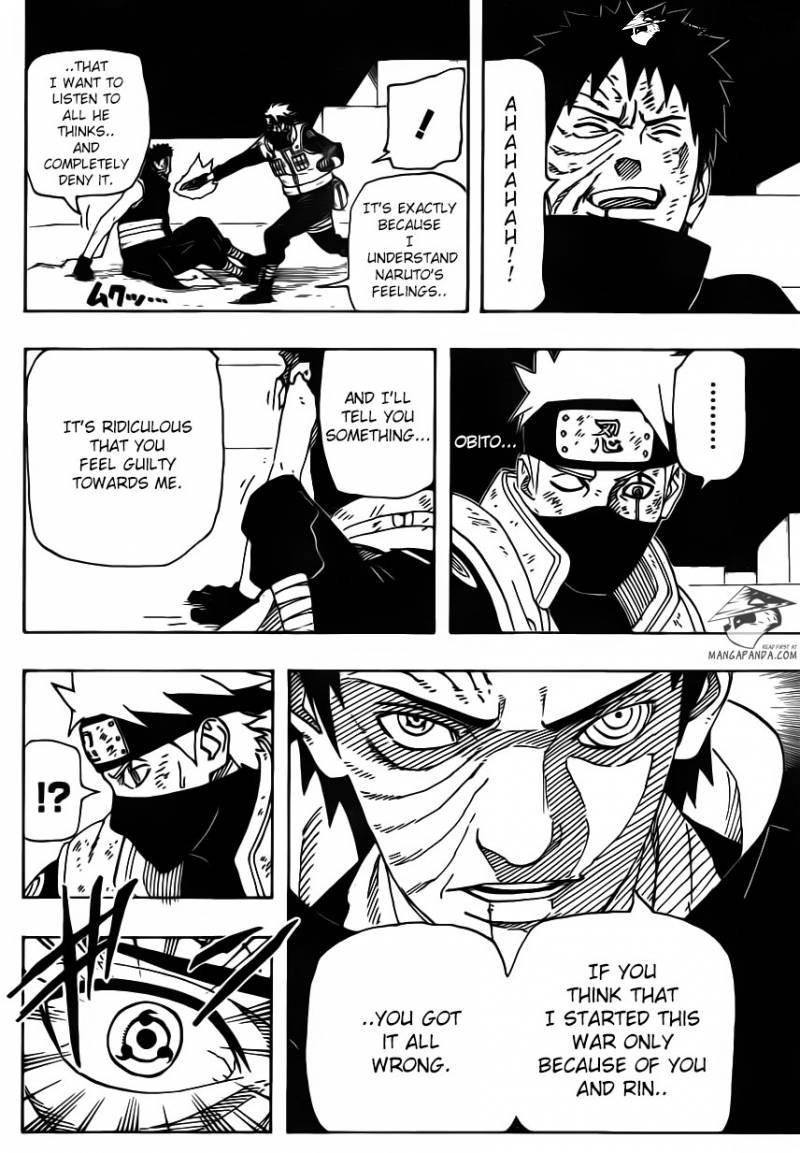 AHAHAHAH!!
!
IT'S EXACTLY
BECAUSE
I
UNDERSTAND
NARUTO'S
FEELINGS..
..THAT
I WANT TO
LISTEN TO
ALL HE
THINKS..
AND
COMPLETELY
DENY IT.
ムクッ…
........
OBITO...
AND I'LL
TELL YOU
SOMETHING...
IT'S RIDICULOUS
THAT YOU
FEEL GUILTY
TOWARDS ME.
忍
READ FIRST AT
MANGAPANDA.COM
IF YOU
THINK THAT
I STARTED THIS
WAR ONLY
BECAUSE OF YOU
AND RIN..
..YOU GOT
IT ALL
WRONG.
!?